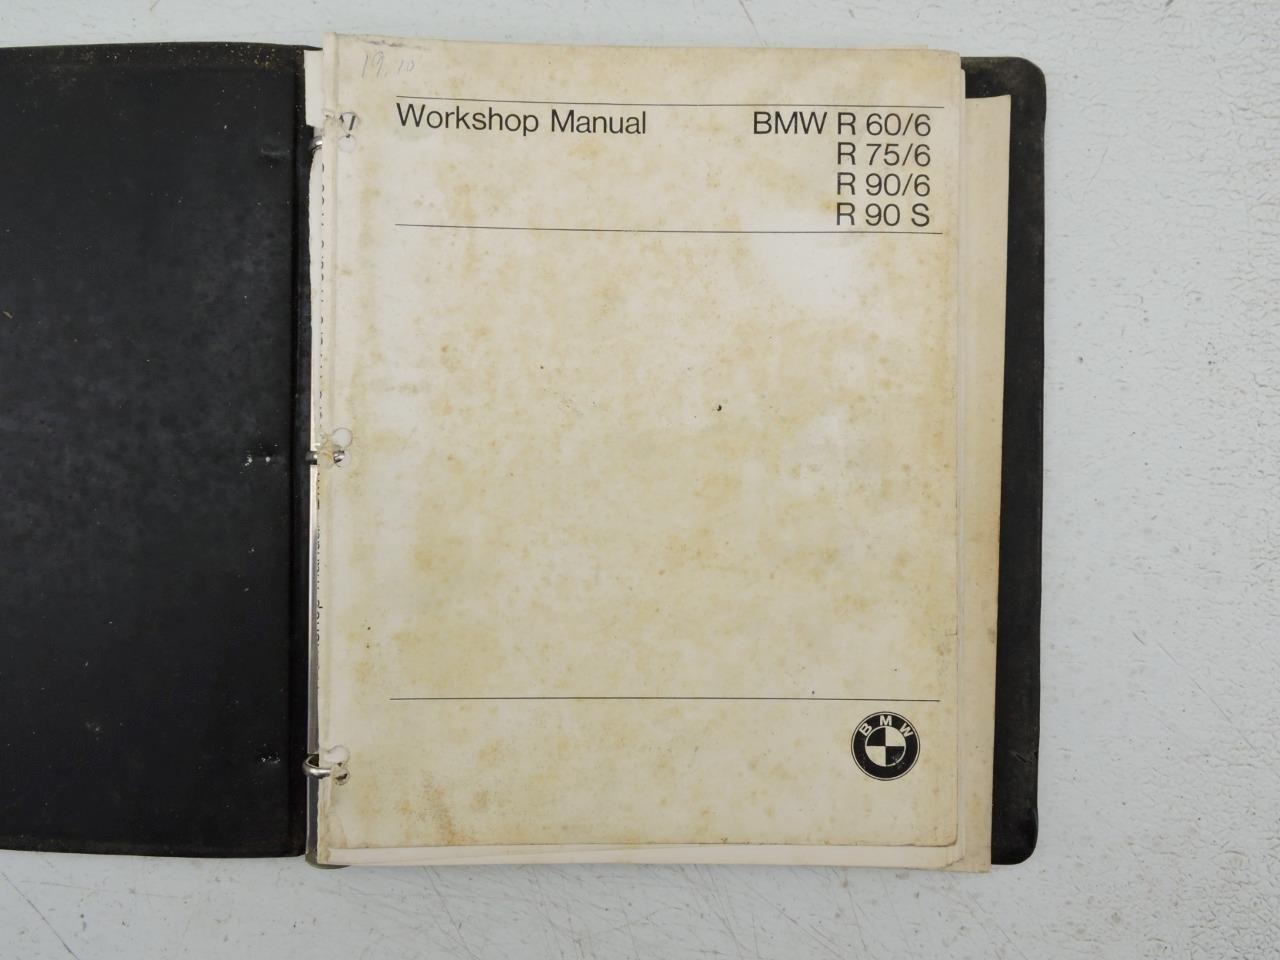 19.10
Workshop Manual BMW R 60/6
R 75/6
R 90/6
R 90 S
BMW